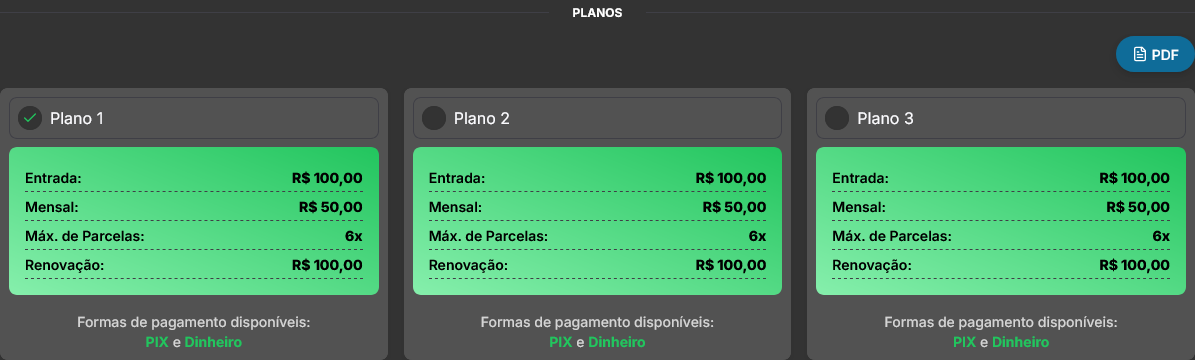 PLANOS
PDF
Plano 1
Entrada: R$ 100,00
Mensal: R$ 50,00
Máx. de Parcelas: 6x
Renovação: R$ 100,00
Formas de pagamento disponíveis:
PIX e Dinheiro
Plano 2
Entrada: R$ 100,00
Mensal: R$ 50,00
Máx. de Parcelas: 6x
Renovação: R$ 100,00
Formas de pagamento disponíveis:
PIX e Dinheiro
Plano 3
Entrada: R$ 100,00
Mensal: R$ 50,00
Máx. de Parcelas: 6x
Renovação: R$ 100,00
Formas de pagamento disponíveis:
PIX e Dinheiro